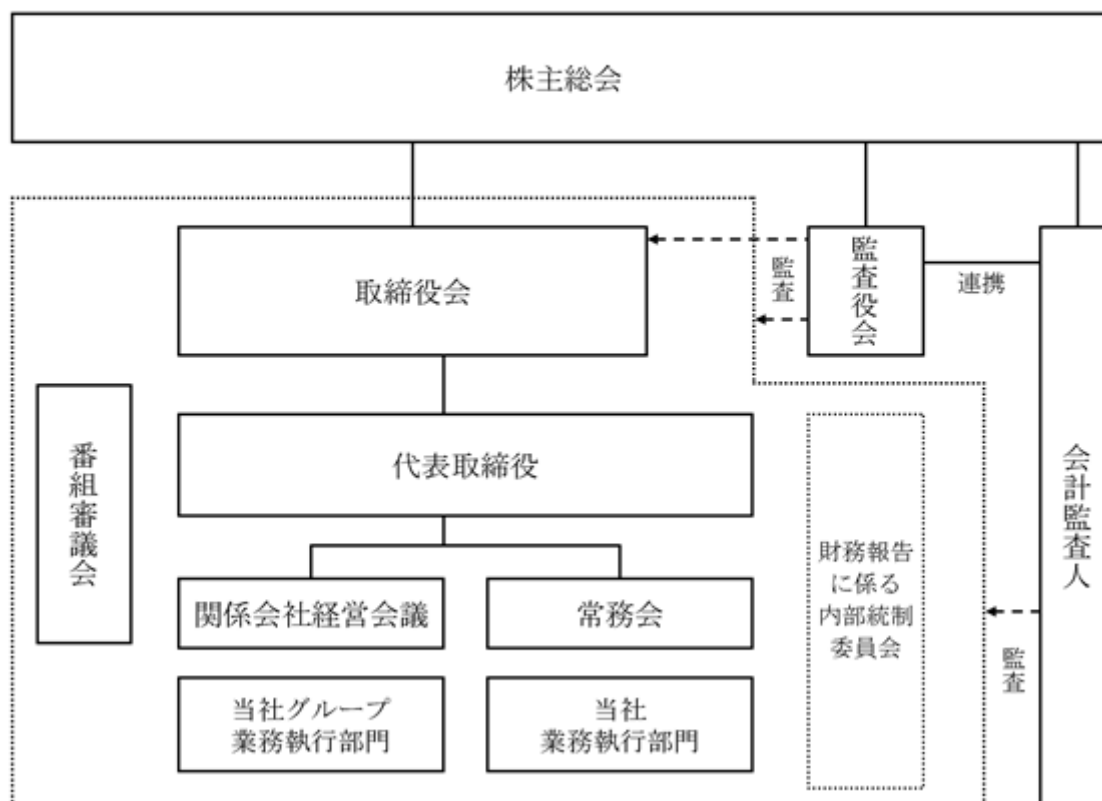 株主総会
取締役会
監査
監査役会
連携
番組審議会
代表取締役
会計監査人
関係会社経営会議
常務会
財務報告
に係る
内部統制
委員会
監査
当社グループ
業務執行部門
当社
業務執行部門